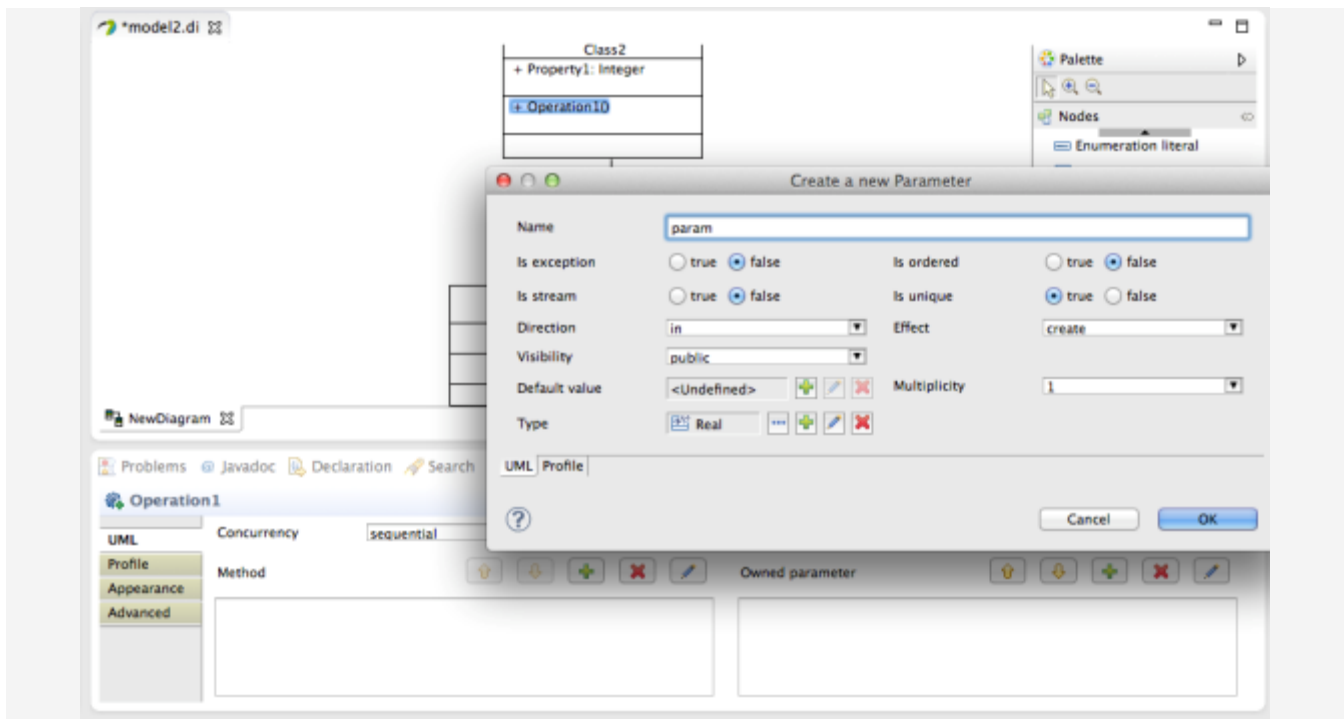 *model2.di
Class2
+ Property1: Integer
+ Operation1()
Palette
Nodes
Enumeration literal
Create a new Parameter
Name param
Is exception true false Is ordered true false
Is stream true false Is unique true false
Direction in Effect create
Visibility public
Default value <Undefined> Multiplicity 1
Type Real
UML Profile
Cancel OK
NewDiagram
Problems @ Javadoc Declaration Search
Operation1
UML
Profile
Appearance
Advanced
Concurrency sequential
Method Owned parameter